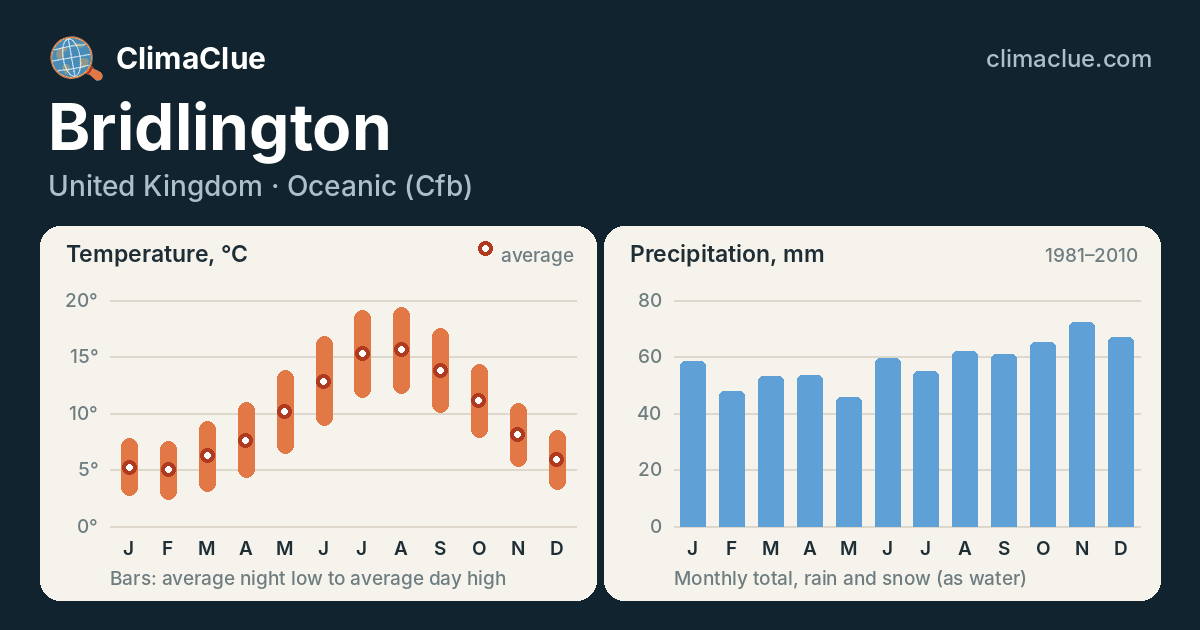 ClimaClue
climaclue.com
Bridlington
United Kingdom · Oceanic (Cfb)
Temperature, °C
average
20°
15°
10°
5°
0°
J F M A M J J A S O N D
Bars: average night low to average day high
Precipitation, mm
1981–2010
80
60
40
20
0
J F M A M J J A S O N D
Monthly total, rain and snow (as water)